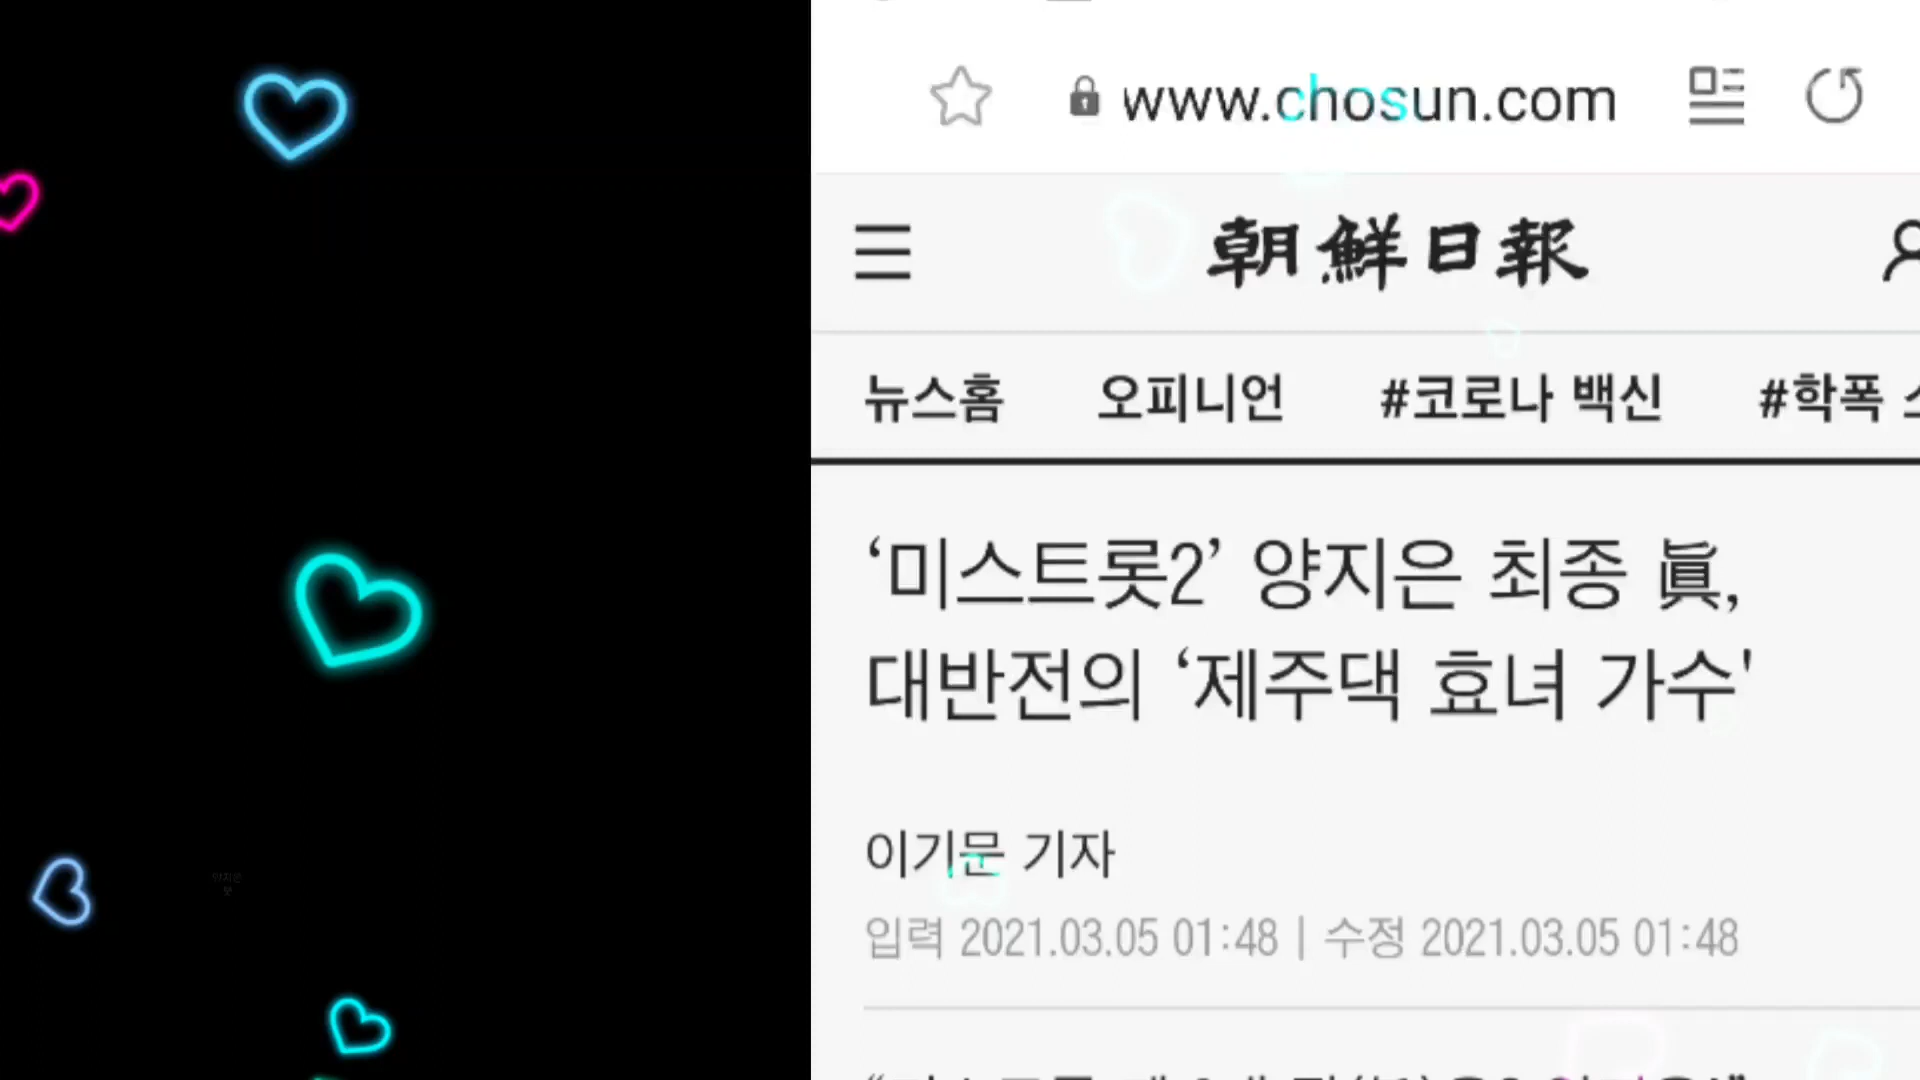 www.chosun.com
朝鮮日報
뉴스홈 오피니언 #코로나 백신 #학폭
‘미스트롯2’ 양지은 최종 眞,
대반전의 ‘제주댁 효녀 가수'
이기문 기자
입력 2021.03.05 01:48 | 수정 2021.03.05 01:48